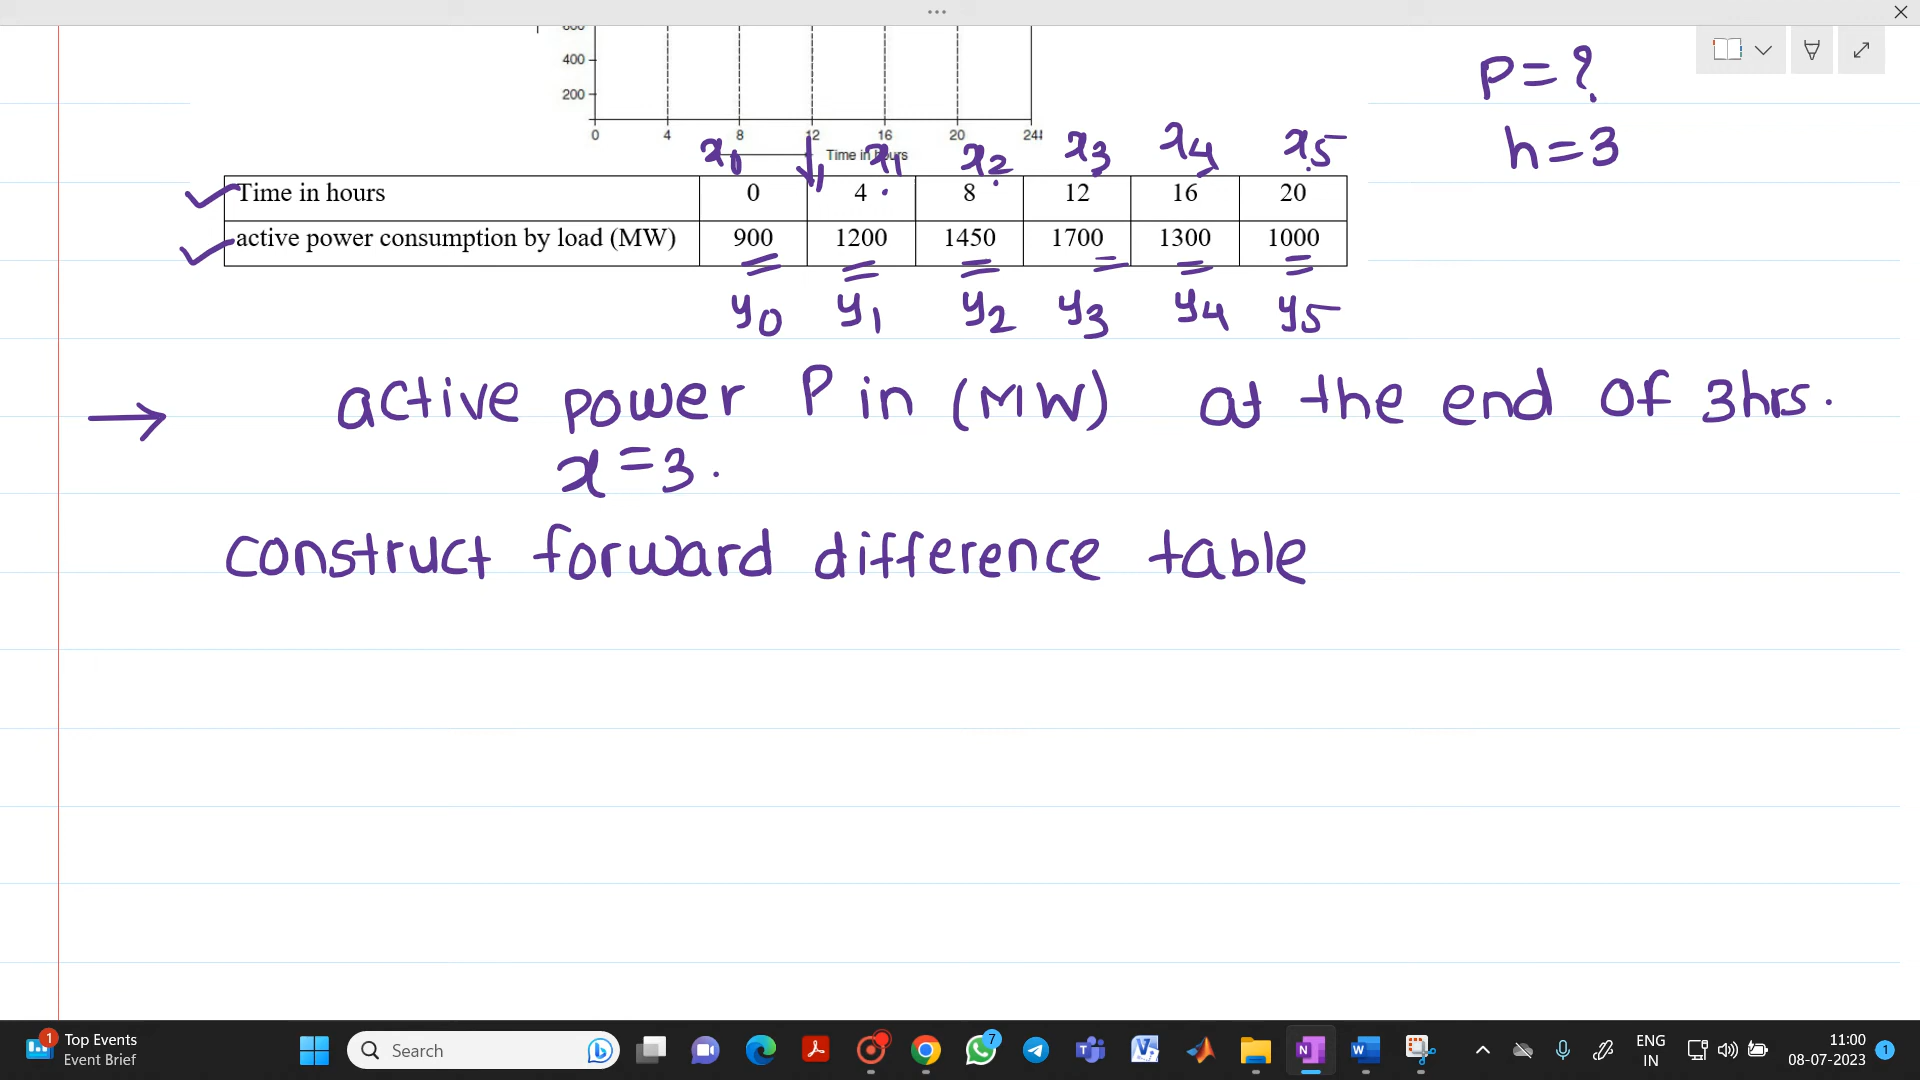 400
200
0 4 8 12 16 20 24
Time in hours
P = ?
h = 3
x0 x1 x2 x3 x4 x5
Time in hours 0 4 8 12 16 20
active power consumption by load (MW) 900 1200 1450 1700 1300 1000
y0 y1 y2 y3 y4 y5
active power P in (MW) at the end of 3hrs.
x = 3.
construct forward difference table
1
Top Events
Event Brief
Search
7
ENG
IN
11:00
08-07-2023
1